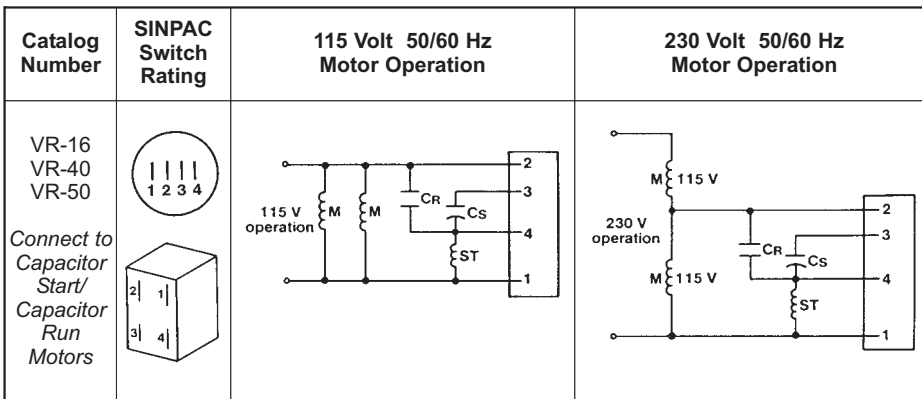 Catalog
Number
SINPAC
Switch
Rating
115 Volt 50/60 Hz
Motor Operation
230 Volt 50/60 Hz
Motor Operation
VR-16
VR-40
VR-50
Connect to
Capacitor
Start/
Capacitor
Run
Motors
1 2 3 4
2 1
3 4
115 V
operation
M
M
CR
CS
ST
2
3
4
1
230 V
operation
M 115 V
M 115 V
CR
CS
ST
2
3
4
1